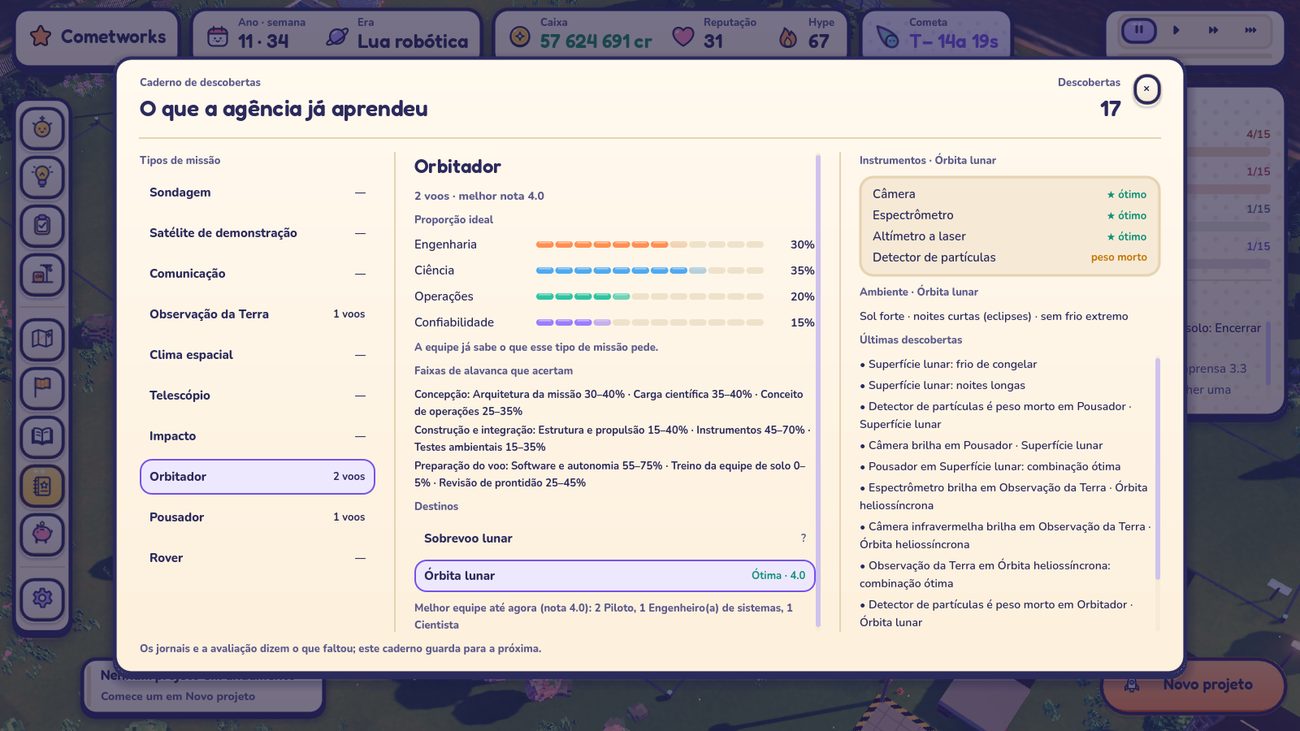 Cometworks
Ano · semana
11 · 34
Era
Lua robótica
Caixa
57 624 691 cr
Reputação
31
Hype
67
Cometa
T– 14a 19s
Caderno de descobertas
O que a agência já aprendeu
Descobertas
17
×
Tipos de missão
Sondagem —
Satélite de demonstração —
Comunicação —
Observação da Terra 1 voos
Clima espacial —
Telescópio —
Impacto —
Orbitador 2 voos
Pousador 1 voos
Rover —
Orbitador
2 voos · melhor nota 4.0
Proporção ideal
Engenharia 30%
Ciência 35%
Operações 20%
Confiabilidade 15%
A equipe já sabe o que esse tipo de missão pede.
Faixas de alavanca que acertam
Concepção: Arquitetura da missão 30–40% · Carga científica 35–40% · Conceito
de operações 25–35%
Construção e integração: Estrutura e propulsão 15–40% · Instrumentos 45–70% ·
Testes ambientais 15–35%
Preparação do voo: Software e autonomia 55–75% · Treino da equipe de solo 0–
5% · Revisão de prontidão 25–45%
Destinos
Sobrevoo lunar ?
Órbita lunar Ótima · 4.0
Melhor equipe até agora (nota 4.0): 2 Piloto, 1 Engenheiro(a) de sistemas, 1
Cientista
Instrumentos · Órbita lunar
Câmera ★ ótimo
Espectrômetro ★ ótimo
Altímetro a laser ★ ótimo
Detector de partículas peso morto
Ambiente · Órbita lunar
Sol forte · noites curtas (eclipses) · sem frio extremo
Últimas descobertas
• Superfície lunar: frio de congelar
• Superfície lunar: noites longas
• Detector de partículas é peso morto em Pousador ·
Superfície lunar
• Câmera brilha em Pousador · Superfície lunar
• Pousador em Superfície lunar: combinação ótima
• Espectrômetro brilha em Observação da Terra · Órbita
heliossíncrona
• Câmera infravermelha brilha em Observação da Terra ·
Órbita heliossíncrona
• Observação da Terra em Órbita heliossíncrona:
combinação ótima
• Detector de partículas é peso morto em Orbitador ·
Órbita lunar
Os jornais e a avaliação dizem o que faltou; este caderno guarda para a próxima.
4/15
1/15
1/15
1/15
solo: Encerrar
prensa 3.3
her uma
Nenhum projeto em andamento
Comece um em Novo projeto
Novo projeto